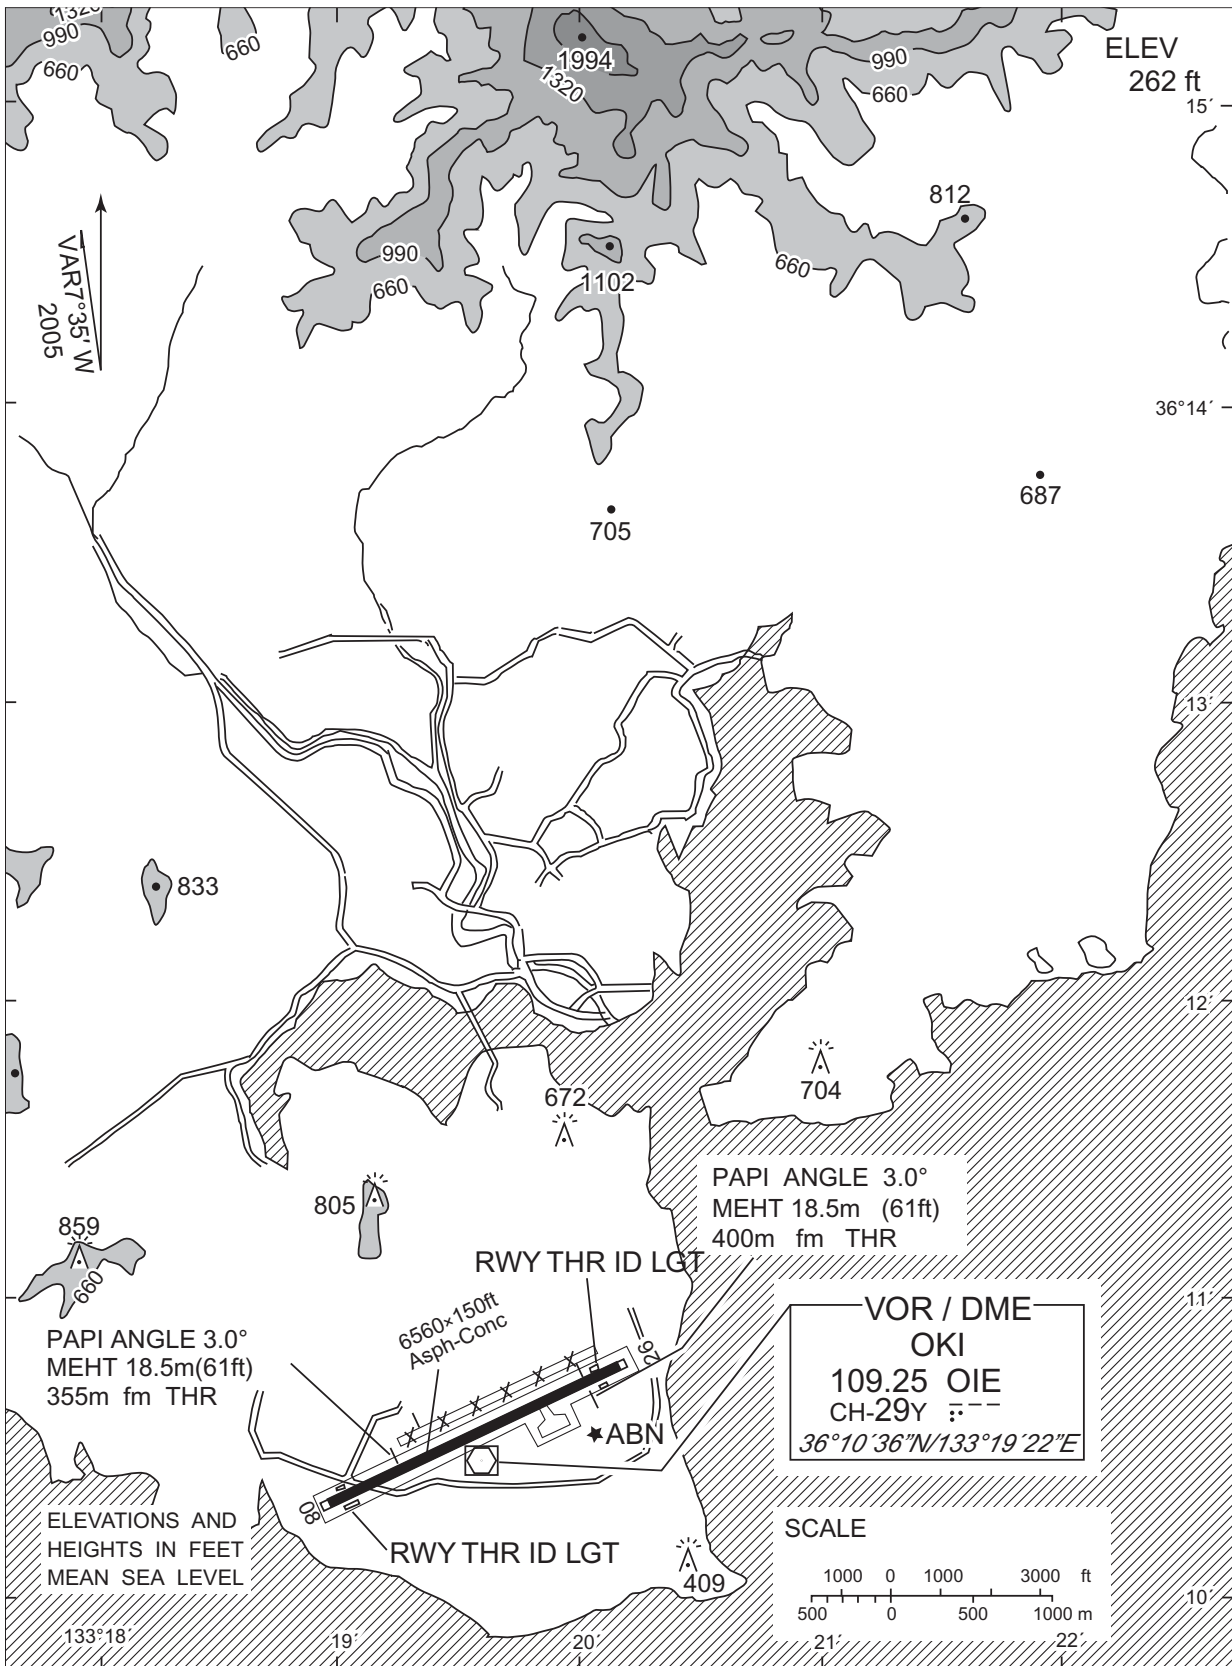 1320
990
660
660
1994
1320
990
660
ELEV
262 ft
15′
812
VAR7°35′ W
2005
990
660
1102
660
36°14′
687
705
13′
833
12′
672
704
805
859
660
PAPI ANGLE 3.0°
MEHT 18.5m (61ft)
400m fm THR
RWY THR ID LGT
11′
6560×150ft
Asph-Conc
PAPI ANGLE 3.0°
MEHT 18.5m(61ft)
355m fm THR
26
VOR / DME
OKI
109.25 OIE
CH-29Y
36°10′36″N/133°19′22″E
ABN
08
ELEVATIONS AND
HEIGHTS IN FEET
MEAN SEA LEVEL
RWY THR ID LGT
409
SCALE
1000 0 1000 3000 ft
500 0 500 1000 m
10′
133°18′ 19′ 20′ 21′ 22′